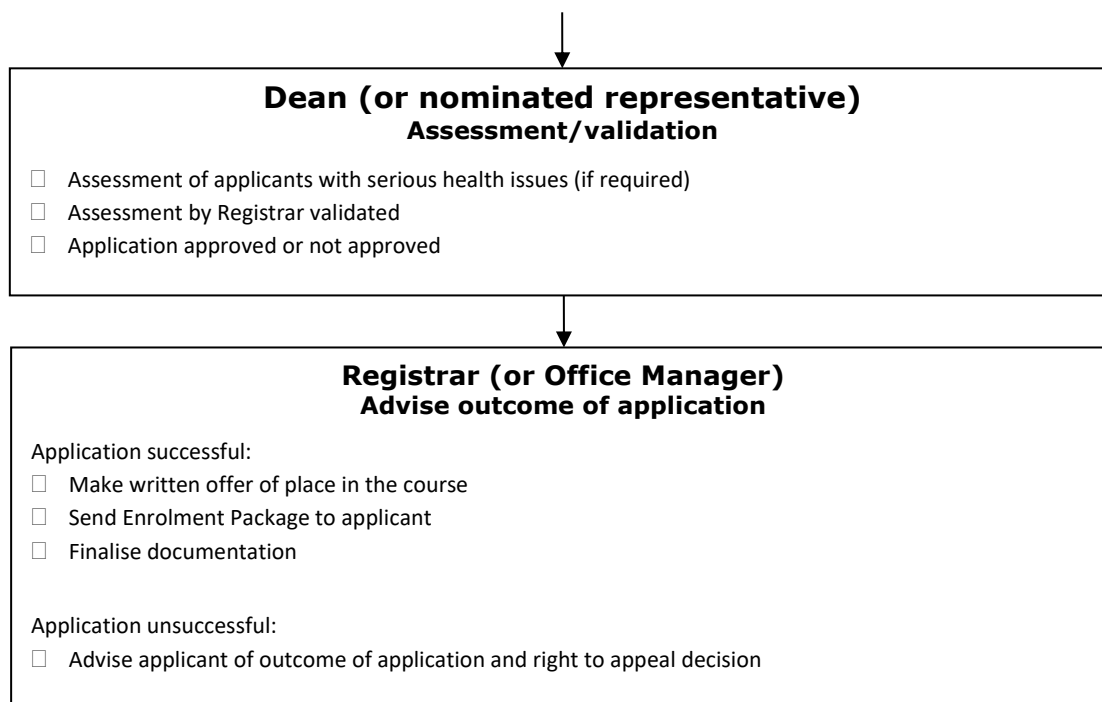 Dean (or nominated representative)
Assessment/validation
☐ Assessment of applicants with serious health issues (if required)
☐ Assessment by Registrar validated
☐ Application approved or not approved
Registrar (or Office Manager)
Advise outcome of application
Application successful:
☐ Make written offer of place in the course
☐ Send Enrolment Package to applicant
☐ Finalise documentation
Application unsuccessful:
☐ Advise applicant of outcome of application and right to appeal decision